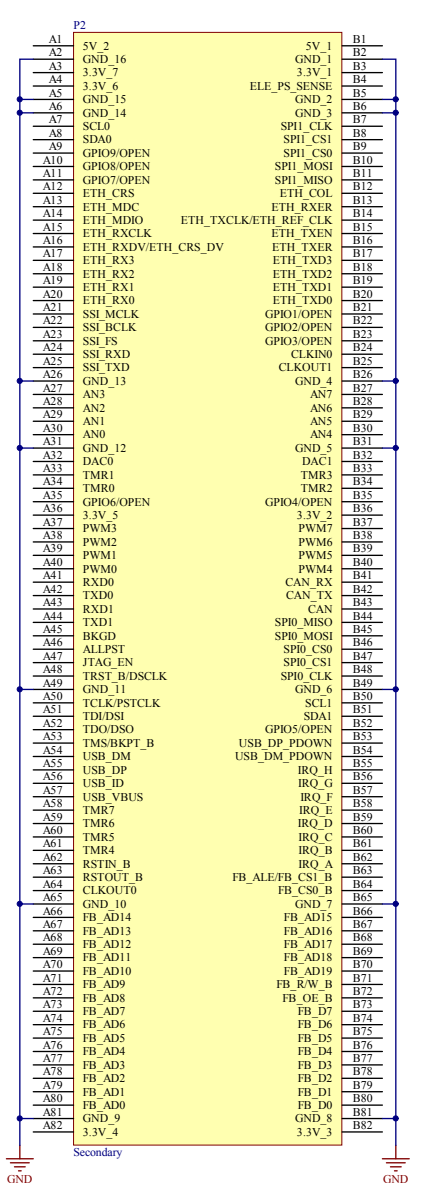 P2
A1 5V_2 5V_1 B1
A2 GND_16 GND_1 B2
A3 3.3V_7 3.3V_1 B3
A4 3.3V_6 ELE_PS_SENSE B4
A5 GND_15 GND_2 B5
A6 GND_14 GND_3 B6
A7 SCL0 SPI1_CLK B7
A8 SDA0 SPI1_CS1 B8
A9 GPIO9/OPEN SPI1_CS0 B9
A10 GPIO8/OPEN SPI1_MOSI B10
A11 GPIO7/OPEN SPI1_MISO B11
A12 ETH_CRS ETH_COL B12
A13 ETH_MDC ETH_RXER B13
A14 ETH_MDIO ETH_TXCLK/ETH_REF_CLK B14
A15 ETH_RXCLK ETH_TXEN B15
A16 ETH_RXDV/ETH_CRS_DV ETH_TXER B16
A17 ETH_RX3 ETH_TXD3 B17
A18 ETH_RX2 ETH_TXD2 B18
A19 ETH_RX1 ETH_TXD1 B19
A20 ETH_RX0 ETH_TXD0 B20
A21 SSI_MCLK GPIO1/OPEN B21
A22 SSI_BCLK GPIO2/OPEN B22
A23 SSI_FS GPIO3/OPEN B23
A24 SSI_RXD CLKIN0 B24
A25 SSI_TXD CLKOUT1 B25
A26 GND_13 GND_4 B26
A27 AN3 AN7 B27
A28 AN2 AN6 B28
A29 AN1 AN5 B29
A30 AN0 AN4 B30
A31 GND_12 GND_5 B31
A32 DAC0 DAC1 B32
A33 TMR1 TMR3 B33
A34 TMR0 TMR2 B34
A35 GPIO6/OPEN GPIO4/OPEN B35
A36 3.3V_5 3.3V_2 B36
A37 PWM3 PWM7 B37
A38 PWM2 PWM6 B38
A39 PWM1 PWM5 B39
A40 PWM0 PWM4 B40
A41 RXD0 CAN_RX B41
A42 TXD0 CAN_TX B42
A43 RXD1 CAN B43
A44 TXD1 SPI0_MISO B44
A45 BKGD SPI0_MOSI B45
A46 ALLPST SPI0_CS0 B46
A47 JTAG_EN SPI0_CS1 B47
A48 TRST_B/DSCLK SPI0_CLK B48
A49 GND_11 GND_6 B49
A50 TCLK/PSTCLK SCL1 B50
A51 TDI/DSI SDA1 B51
A52 TDO/DSO GPIO5/OPEN B52
A53 TMS/BKPT_B USB_DP_PDOWN B53
A54 USB_DM USB_DM_PDOWN B54
A55 USB_DP IRQ_H B55
A56 USB_ID IRQ_G B56
A57 USB_VBUS IRQ_F B57
A58 TMR7 IRQ_E B58
A59 TMR6 IRQ_D B59
A60 TMR5 IRQ_C B60
A61 TMR4 IRQ_B B61
A62 RSTIN_B IRQ_A B62
A63 RSTOUT_B FB_ALE/FB_CS1_B B63
A64 CLKOUT0 FB_CS0_B B64
A65 GND_10 GND_7 B65
A66 FB_AD14 FB_AD15 B66
A67 FB_AD13 FB_AD16 B67
A68 FB_AD12 FB_AD17 B68
A69 FB_AD11 FB_AD18 B69
A70 FB_AD10 FB_AD19 B70
A71 FB_AD9 FB_R/W_B B71
A72 FB_AD8 FB_OE_B B72
A73 FB_AD7 FB_D7 B73
A74 FB_AD6 FB_D6 B74
A75 FB_AD5 FB_D5 B75
A76 FB_AD4 FB_D4 B76
A77 FB_AD3 FB_D3 B77
A78 FB_AD2 FB_D2 B78
A79 FB_AD1 FB_D1 B79
A80 FB_AD0 FB_D0 B80
A81 GND_9 GND_8 B81
A82 3.3V_4 3.3V_3 B82
Secondary
GND GND